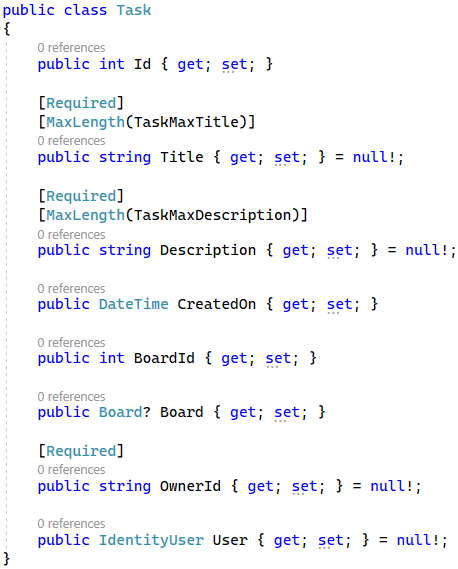 public class Task
{
0 references
public int Id { get; set; }
[Required]
[MaxLength(TaskMaxTitle)]
0 references
public string Title { get; set; } = null!;
[Required]
[MaxLength(TaskMaxDescription)]
0 references
public string Description { get; set; } = null!;
0 references
public DateTime CreatedOn { get; set; }
0 references
public int BoardId { get; set; }
0 references
public Board? Board { get; set; }
[Required]
0 references
public string OwnerId { get; set; } = null!;
0 references
public IdentityUser User { get; set; } = null!;
}